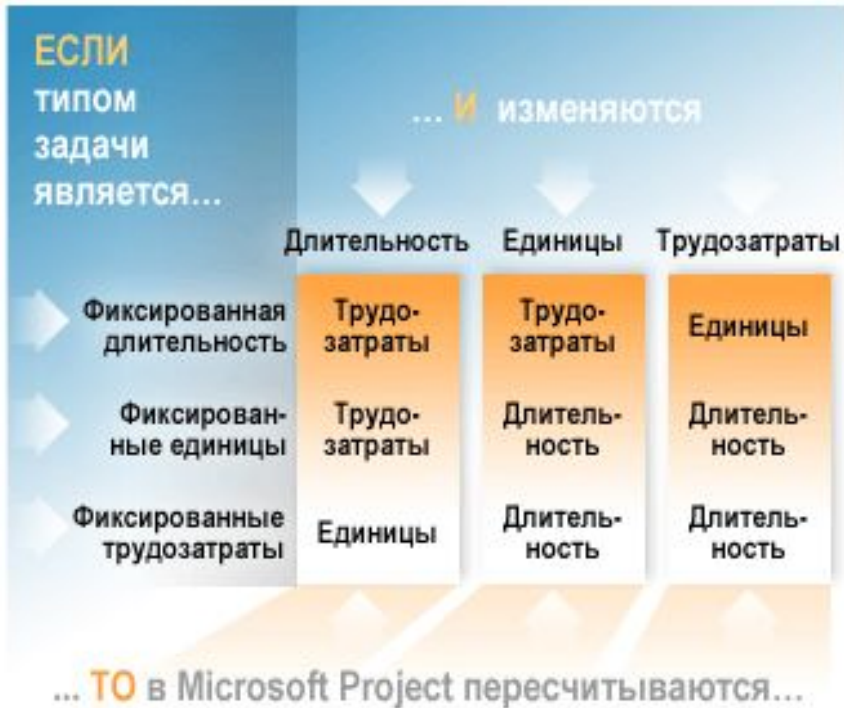 ЕСЛИ
типом
задачи
является...
... И изменяются
Длительность Единицы Трудозатраты
Фиксированная
длительность
Трудо-
затраты
Трудо-
затраты
Единицы
Фиксирован-
ные единицы
Трудо-
затраты
Длитель-
ность
Длитель-
ность
Фиксированные
трудозатраты
Единицы
Длитель-
ность
Длитель-
ность
... ТО в Microsoft Project пересчитываются...